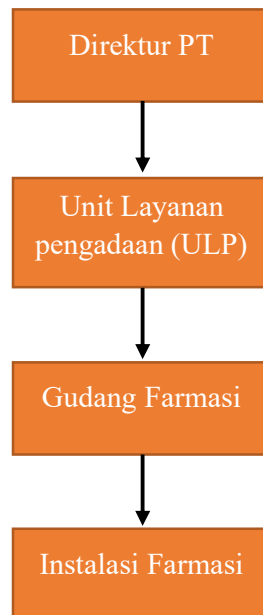 Direktur PT
Unit Layanan
pengadaan (ULP)
Gudang Farmasi
Instalasi Farmasi